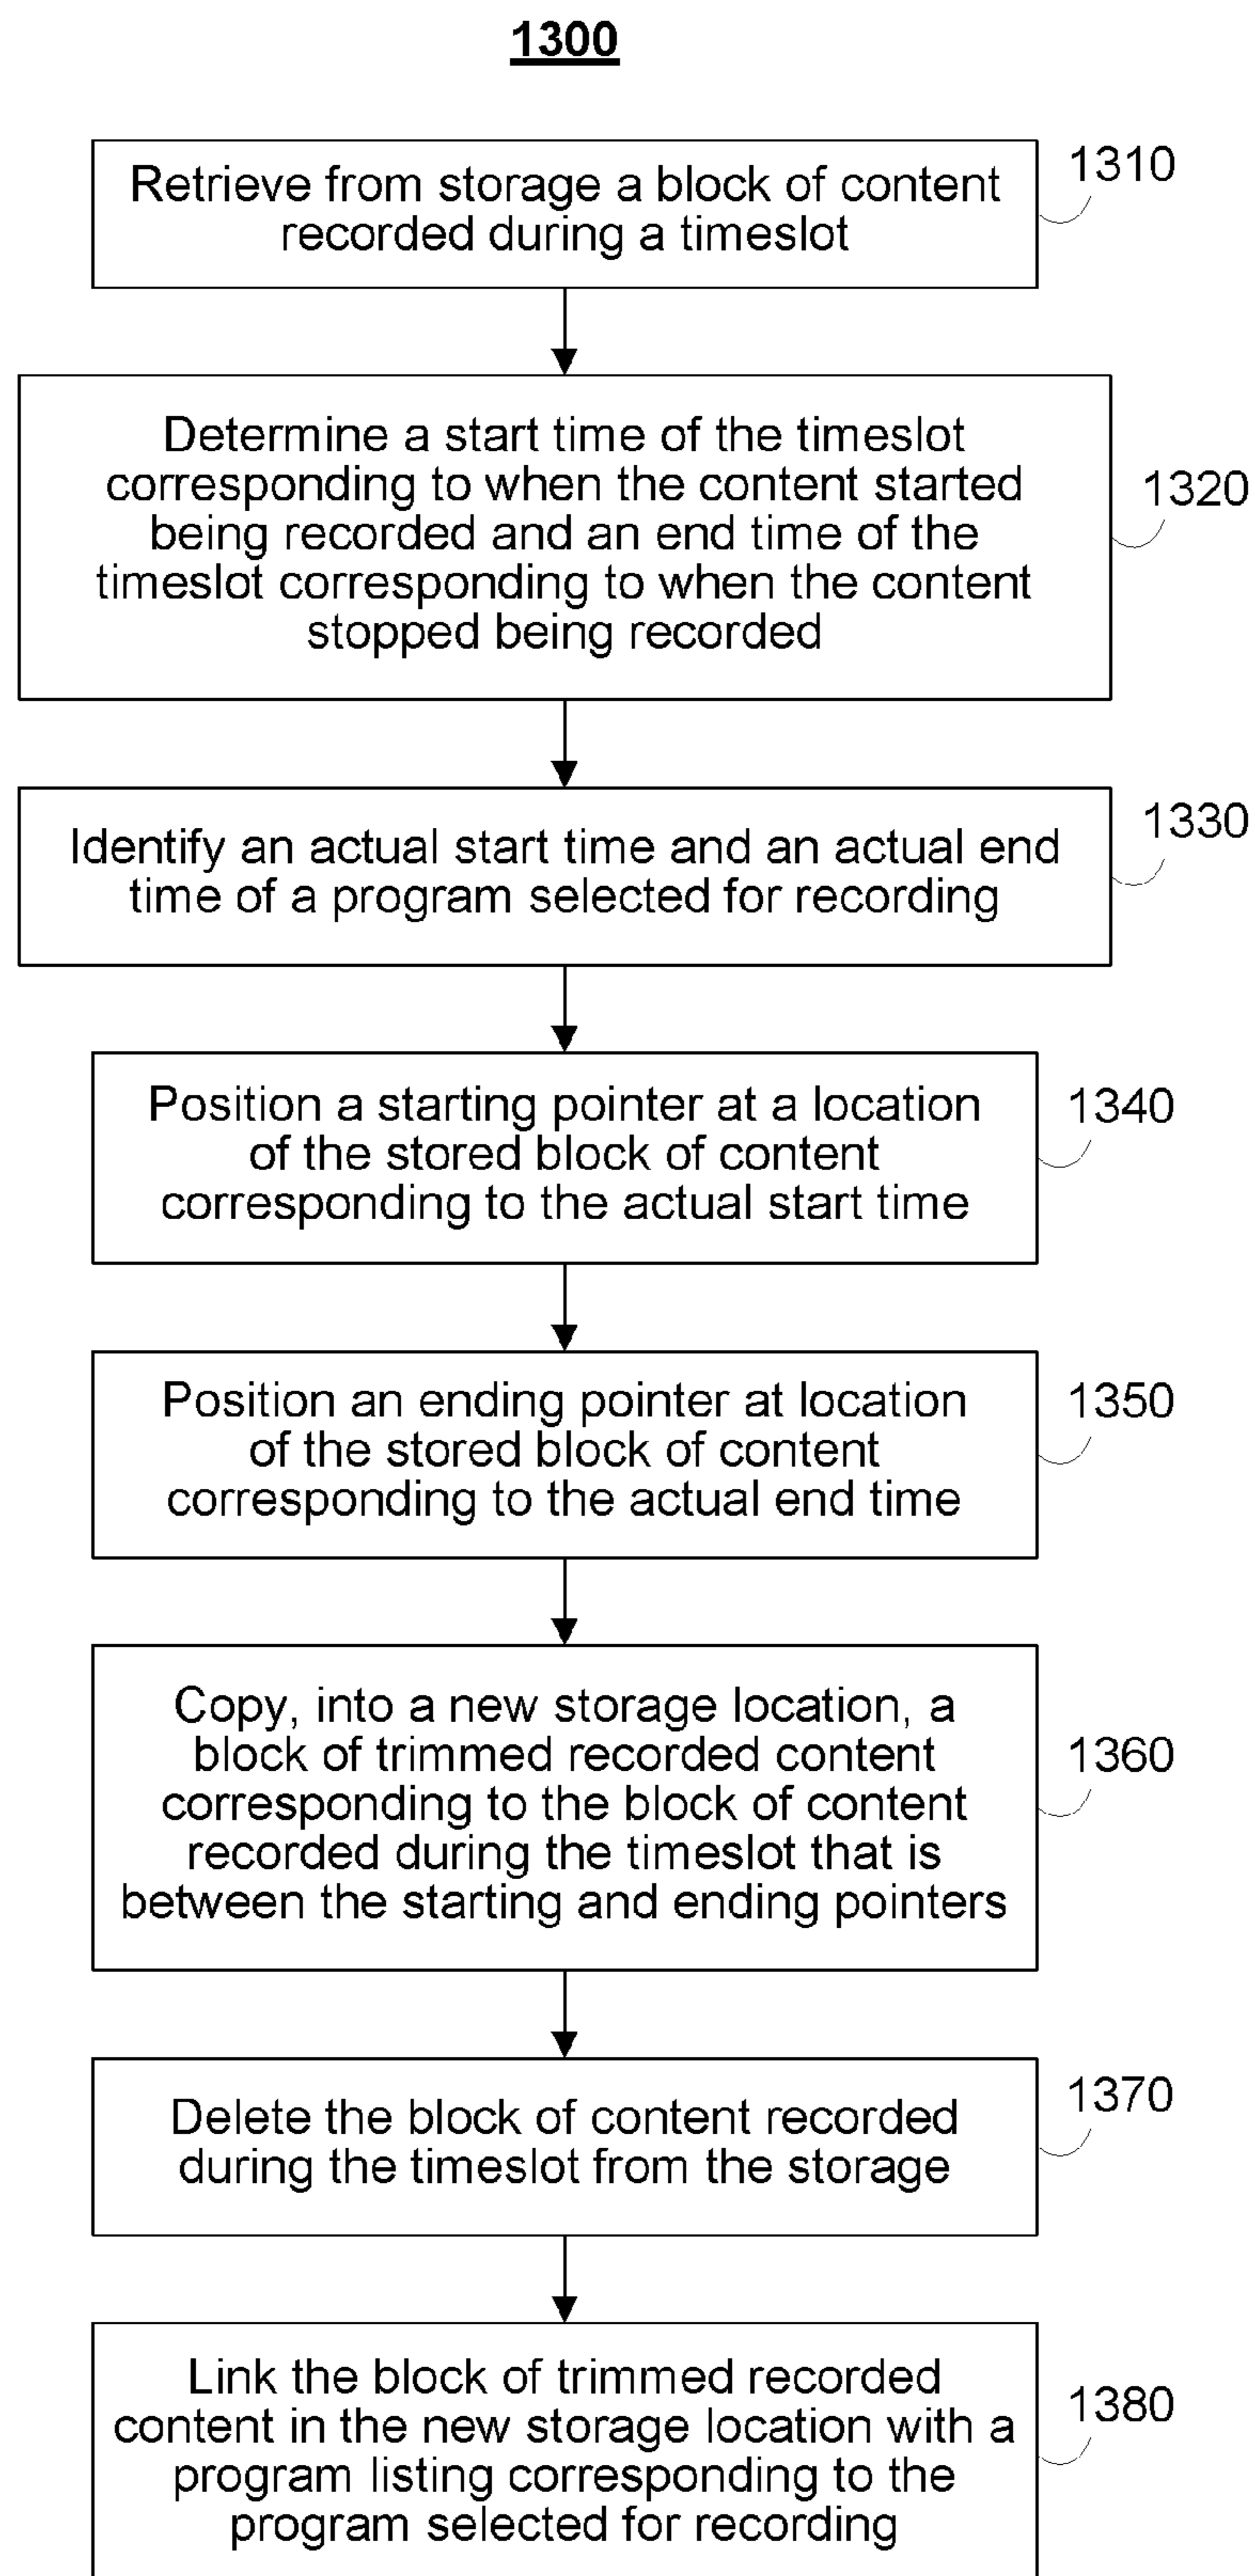 1300
Retrieve from storage a block of content
recorded during a timeslot
1310
Determine a start time of the timeslot
corresponding to when the content started
being recorded and an end time of the
timeslot corresponding to when the content
stopped being recorded
1320
Identify an actual start time and an actual end
time of a program selected for recording
1330
Position a starting pointer at a location
of the stored block of content
corresponding to the actual start time
1340
Position an ending pointer at location
of the stored block of content
corresponding to the actual end time
1350
Copy, into a new storage location, a
block of trimmed recorded content
corresponding to the block of content
recorded during the timeslot that is
between the starting and ending pointers
1360
Delete the block of content recorded
during the timeslot from the storage
1370
Link the block of trimmed recorded
content in the new storage location with a
program listing corresponding to the
program selected for recording
1380